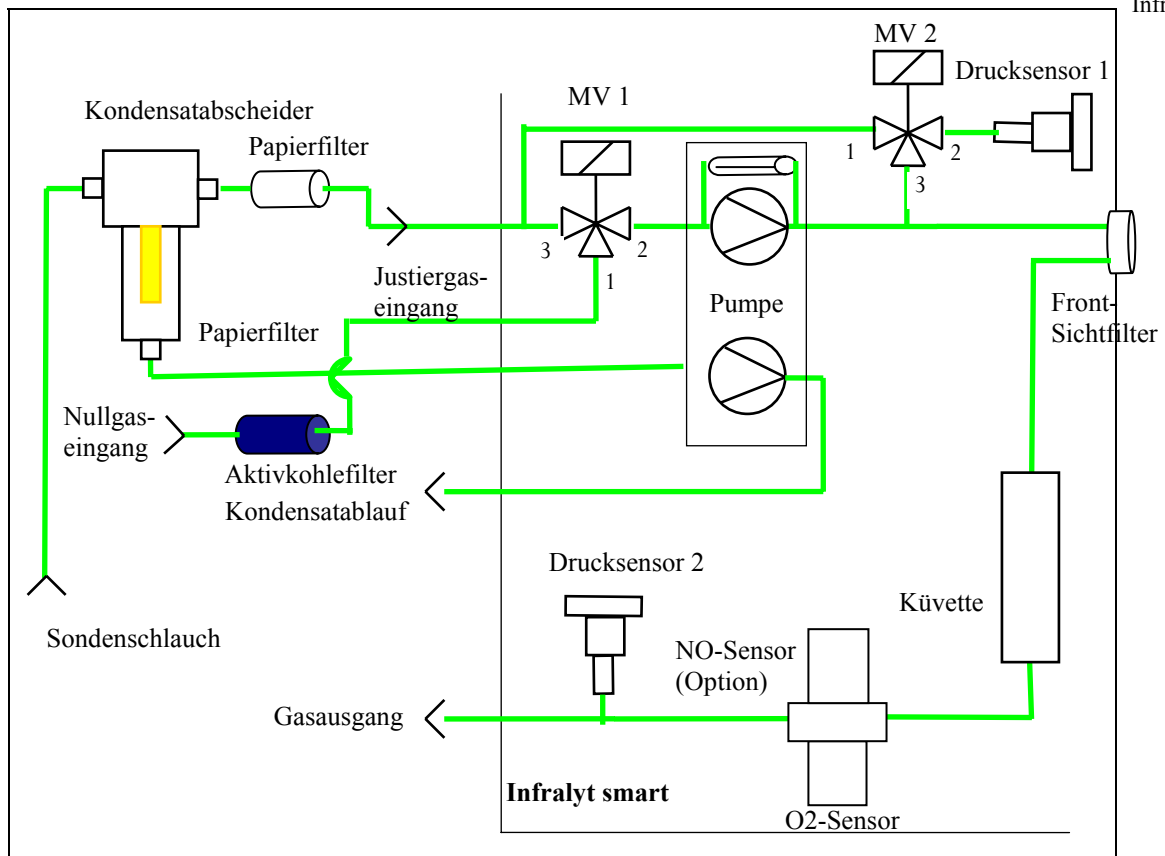 Infr
MV 2
Drucksensor 1
MV 1
Kondensatabscheider
Papierfilter
1
2
3
3
2
1
Justiergas-
eingang
Pumpe
Front-
Sichtfilter
Papierfilter
Nullgas-
eingang
Aktivkohlefilter
Kondensatablauf
Drucksensor 2
Küvette
Sondenschlauch
NO-Sensor
(Option)
Gasausgang
Infralyt smart
O2-Sensor